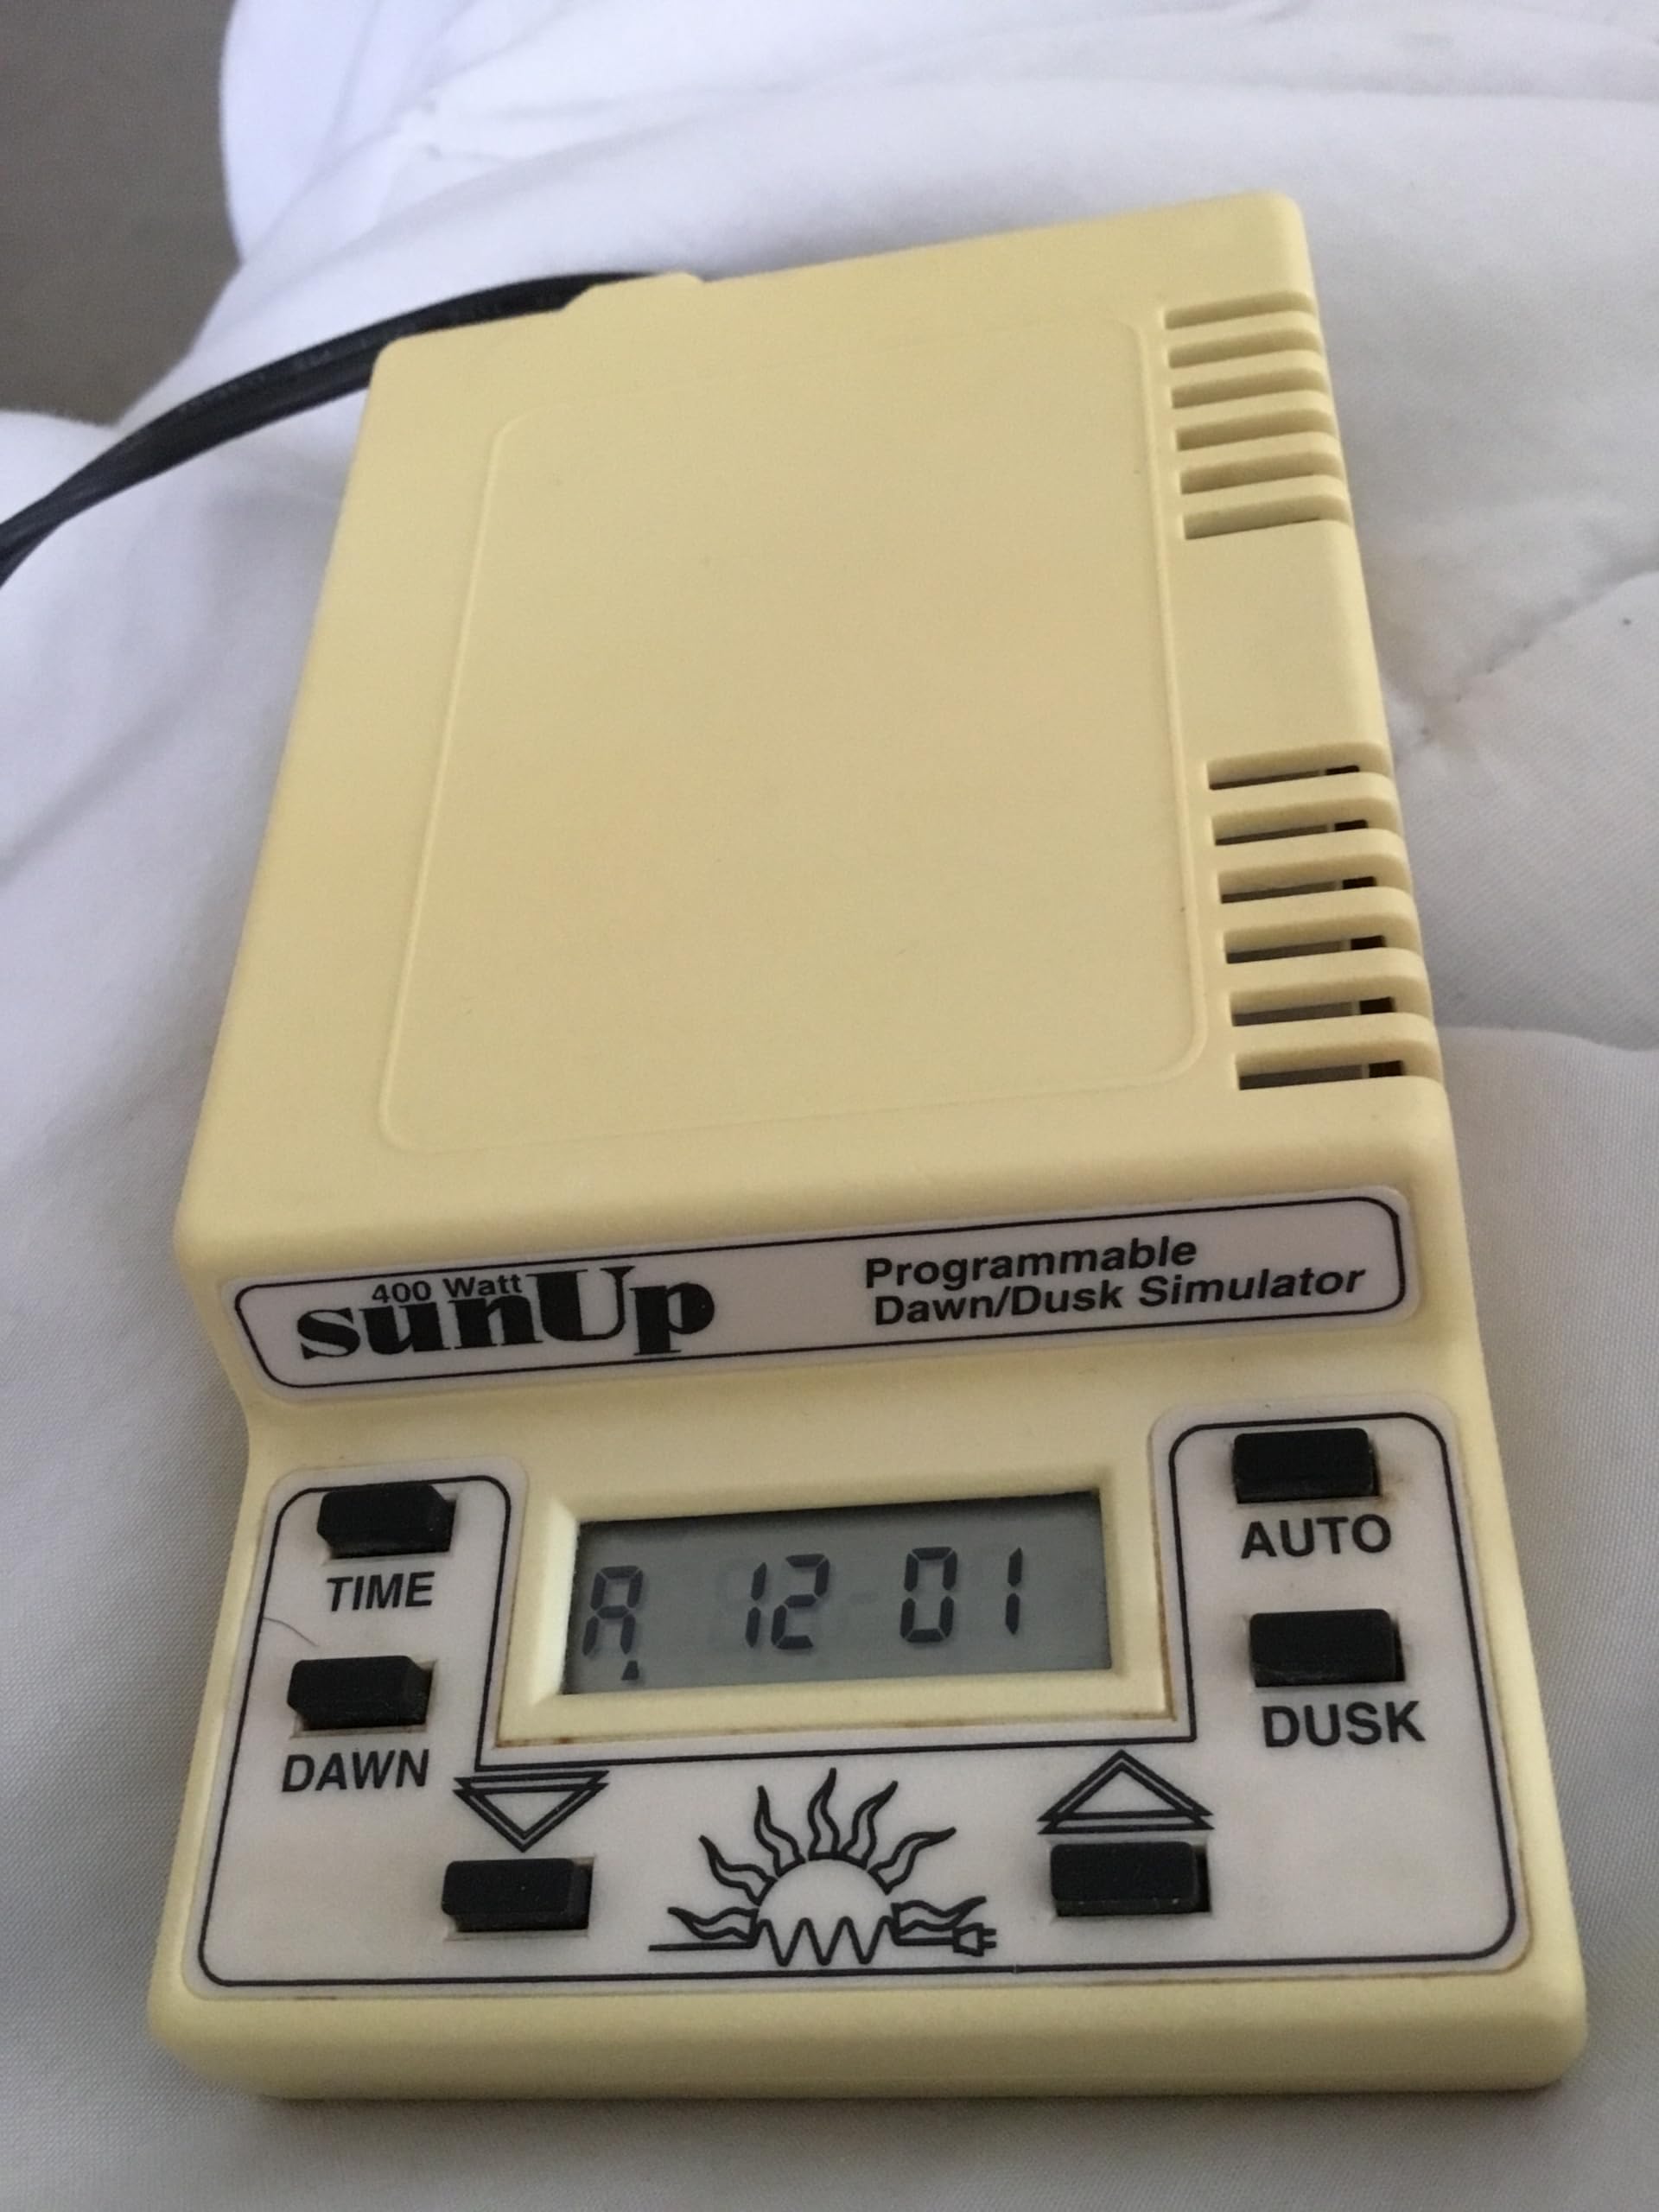 400 Watt
sunUp
Programmable
Dawn/Dusk Simulator
TIME
A 12 01
AUTO
DAWN
DUSK